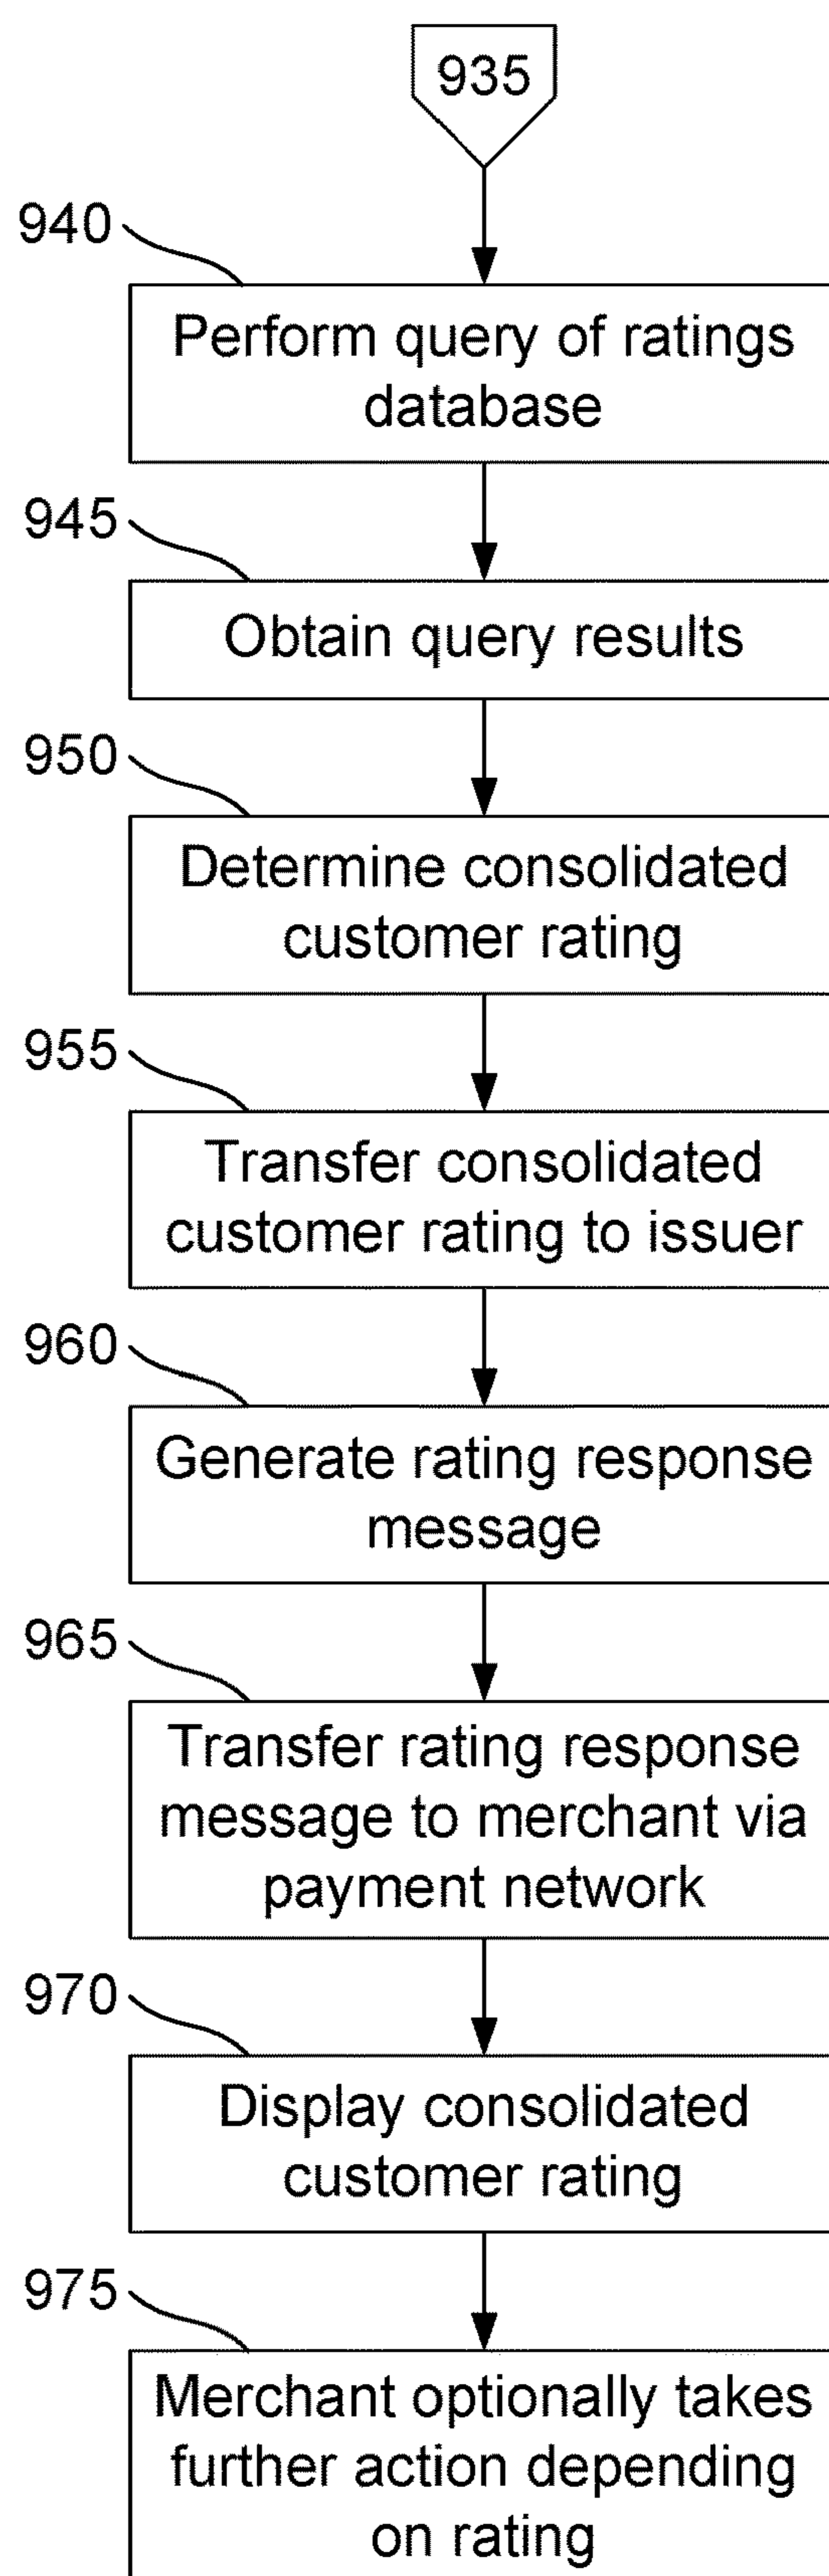 935
940
Perform query of ratings
database
945
Obtain query results
950
Determine consolidated
customer rating
955
Transfer consolidated
customer rating to issuer
960
Generate rating response
message
965
Transfer rating response
message to merchant via
payment network
970
Display consolidated
customer rating
975
Merchant optionally takes
further action depending
on rating